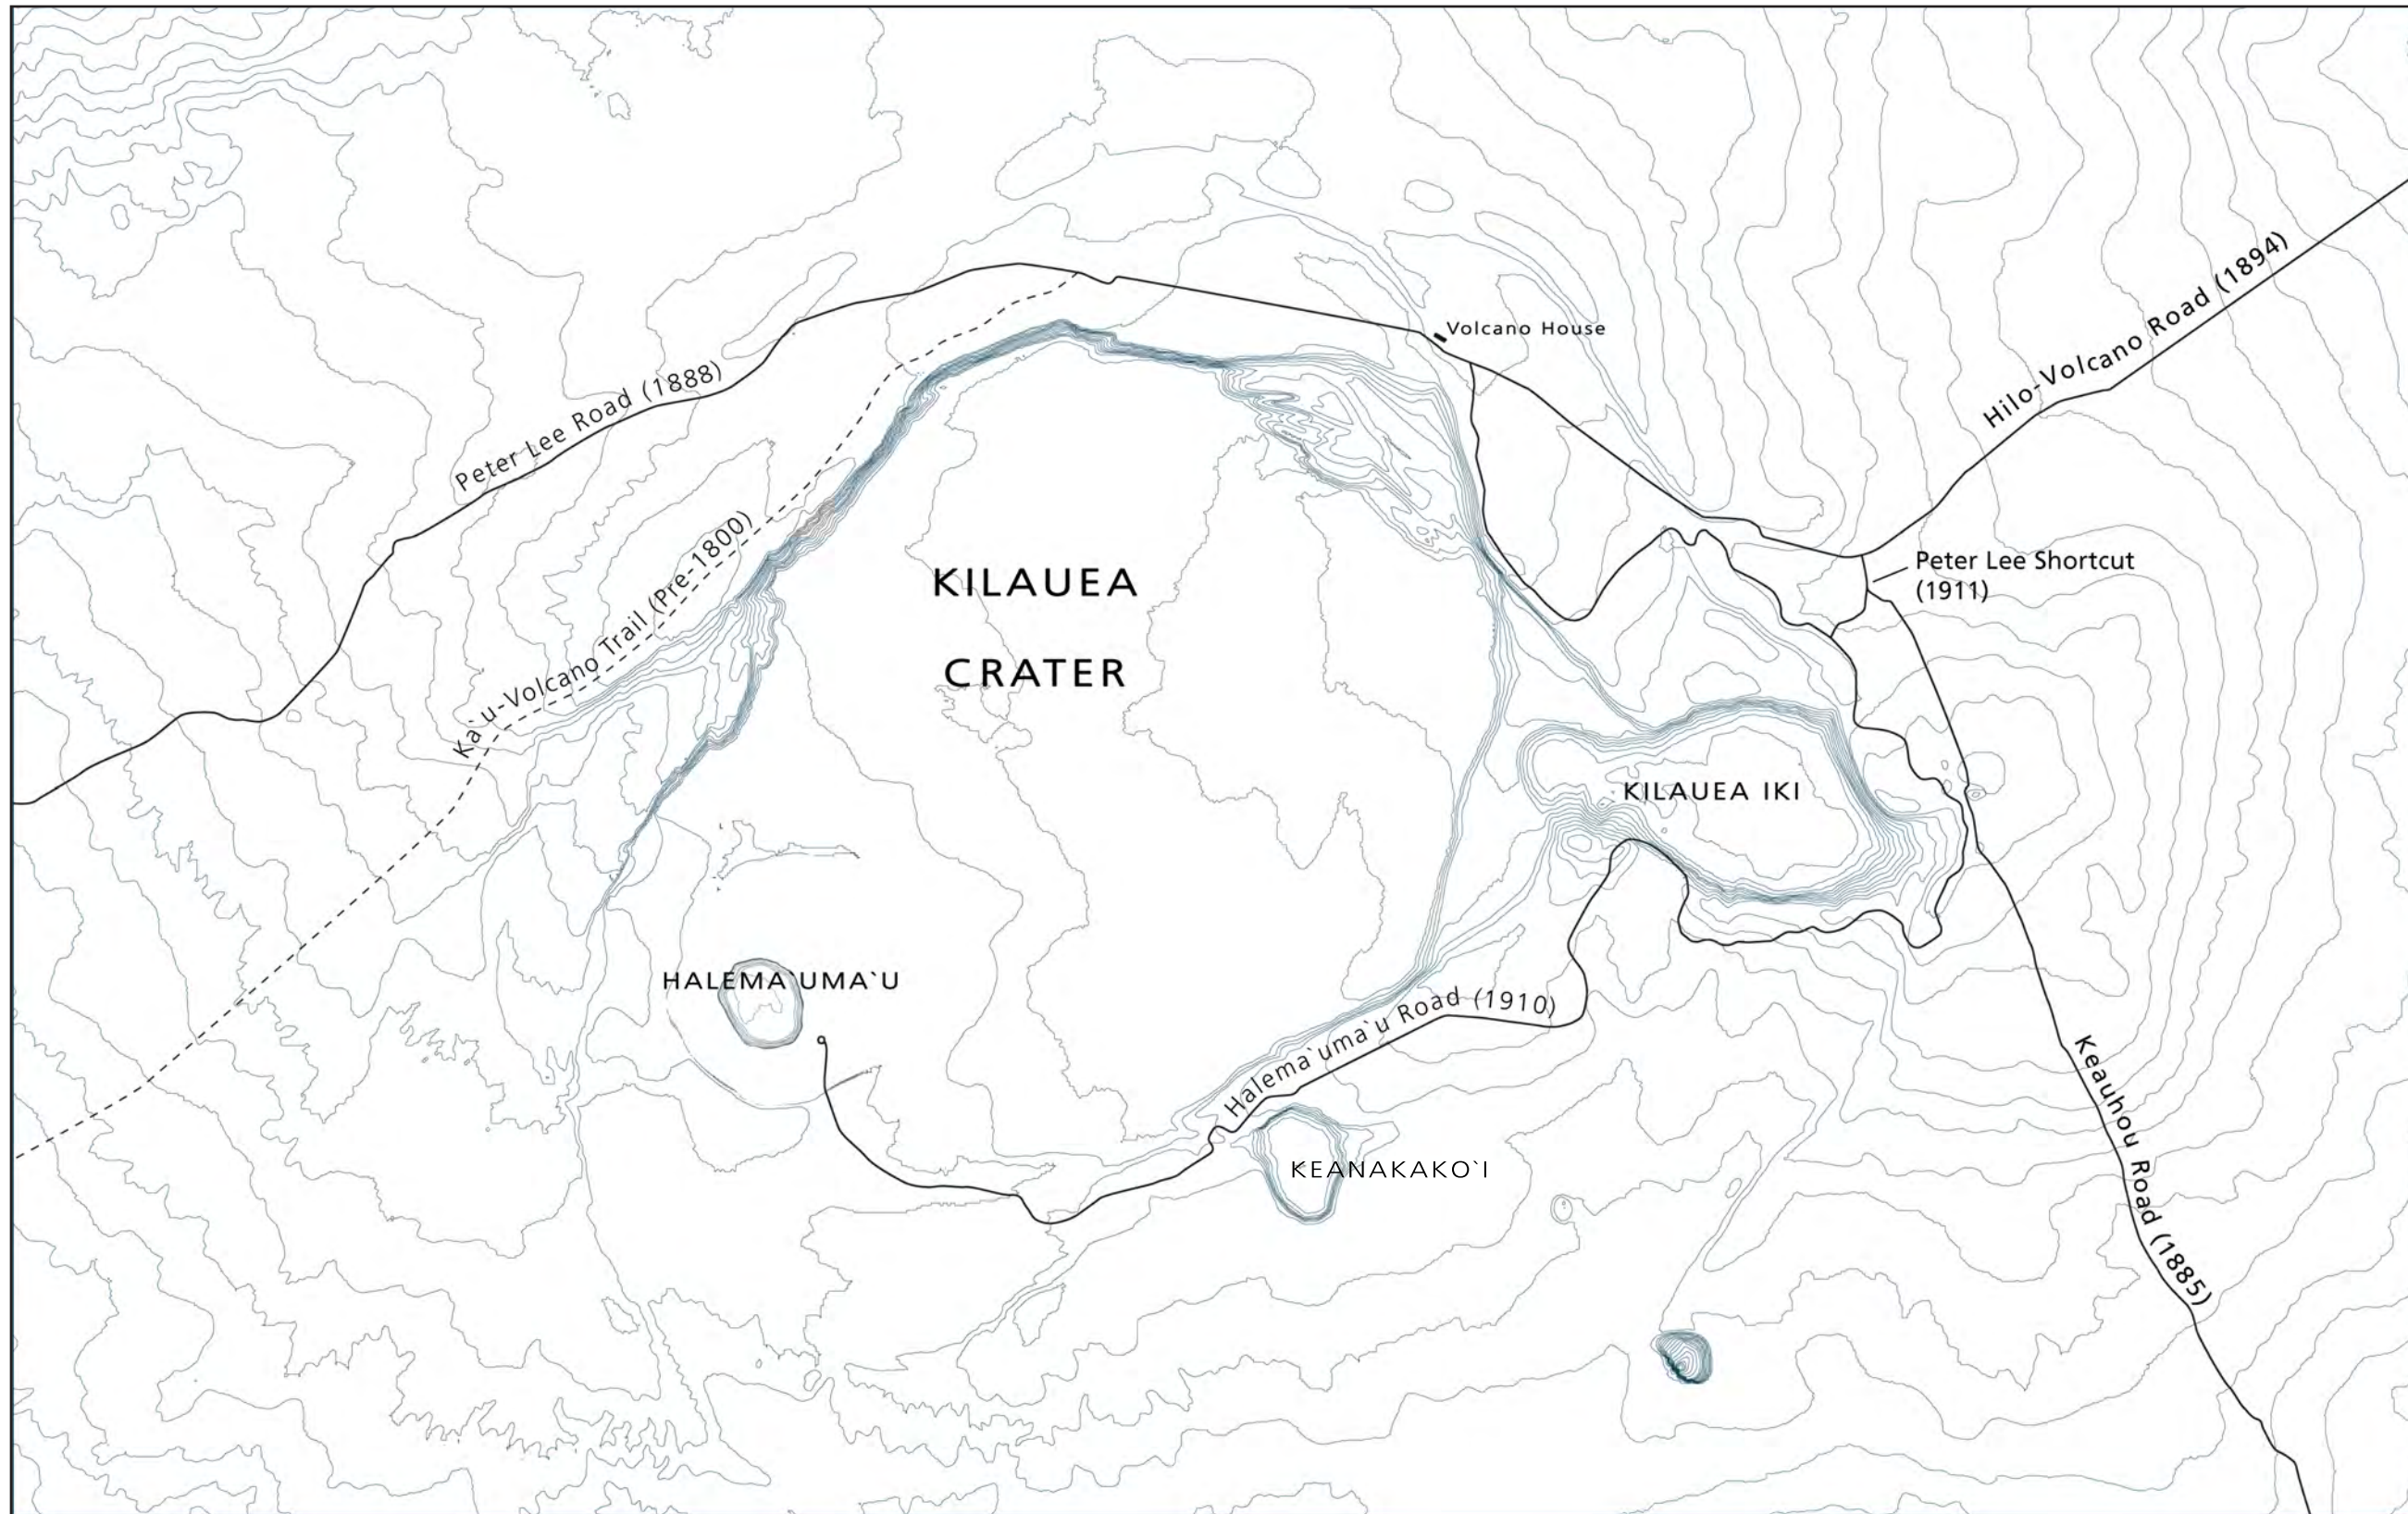 Hilo-Volcano Road (1894)
Volcano House
Peter Lee Road (1888)
Peter Lee Shortcut
(1911)
Ka`u-Volcano Trail (Pre-1800)
KILAUEA
CRATER
KILAUEA IKI
HALEMA`UMA`U
Halema`uma`u Road (1910)
KEANAKAKO`I
Keauhou Road (1885)